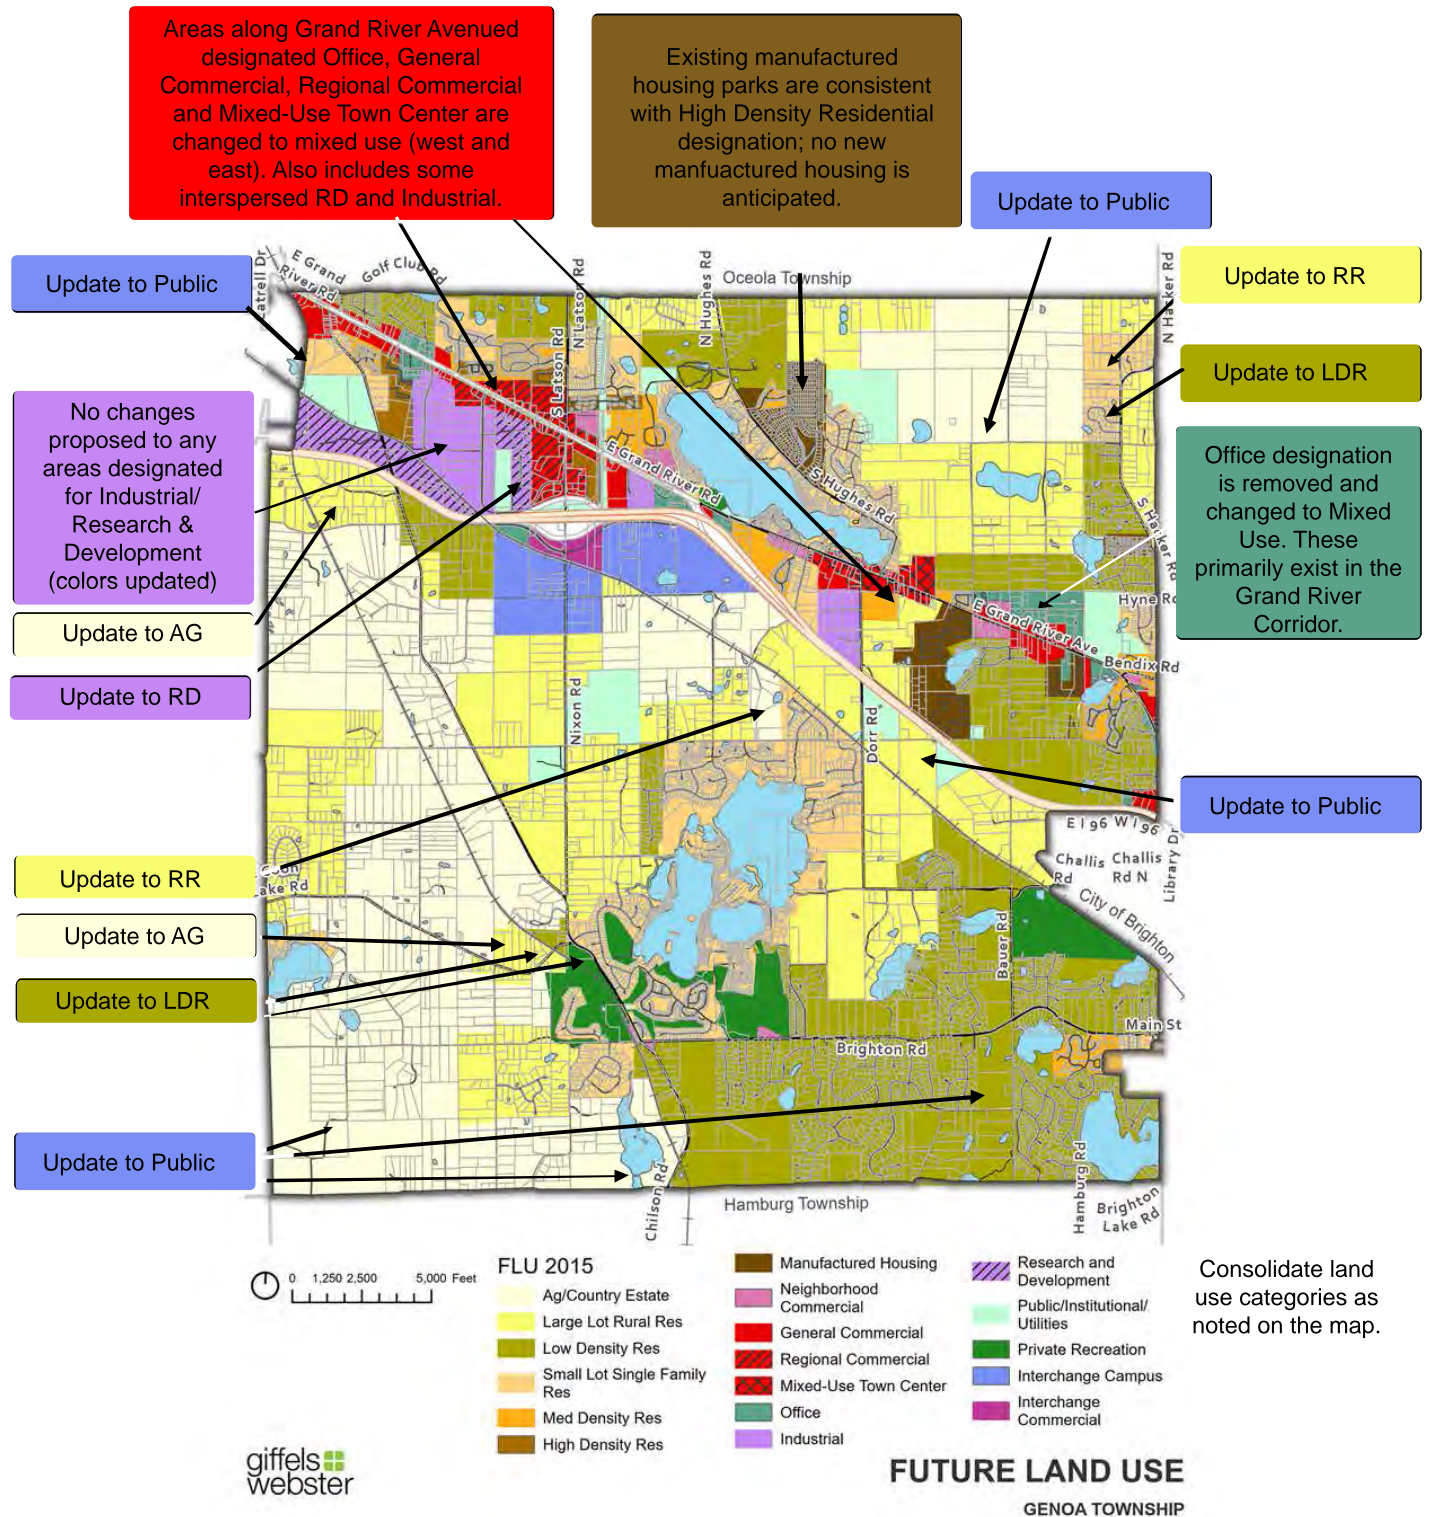 Areas along Grand River Avenued
designated Office, General
Commercial, Regional Commercial
and Mixed-Use Town Center are
changed to mixed use (west and
east). Also includes some
interspersed RD and Industrial.
Existing manufactured
housing parks are consistent
with High Density Residential
designation; no new
manfuactured housing is
anticipated.
Update to Public
Update to Public
Update to RR
Update to LDR
Office designation
is removed and
changed to Mixed
Use. These
primarily exist in the
Grand River
Corridor.
No changes
proposed to any
areas designated
for Industrial/
Research &
Development
(colors updated)
Update to AG
Update to RD
Update to RR
Update to AG
Update to LDR
Update to Public
Update to Public
Latrell Dr
E Grand
River Rd
Golf Club Rd
N Latson Rd
S Latson Rd
N Hughes Rd
Oceola Township
N Hacker Rd
E Grand River Rd
S Hughes Rd
S Hacker Rd
Hyne Rd
E Grand River Ave
Bendix Rd
Nixon Rd
Dorr Rd
E I 96 W I 96
Challis
Rd
Challis
Rd N
Library Dr
City of Brighton
ake Rd
Bauer Rd
Main St
Brighton Rd
Chilson Rd
Hamburg Township
Hamburg Rd
Brighton
Lake Rd
0 1,250 2,500 5,000 Feet
FLU 2015
Ag/Country Estate
Large Lot Rural Res
Low Density Res
Small Lot Single Family
Res
Med Density Res
High Density Res
Manufactured Housing
Neighborhood
Commercial
General Commercial
Regional Commercial
Mixed-Use Town Center
Office
Industrial
Research and
Development
Public/Institutional/
Utilities
Private Recreation
Interchange Campus
Interchange
Commercial
Consolidate land
use categories as
noted on the map.
giffels
webster
FUTURE LAND USE
GENOA TOWNSHIP